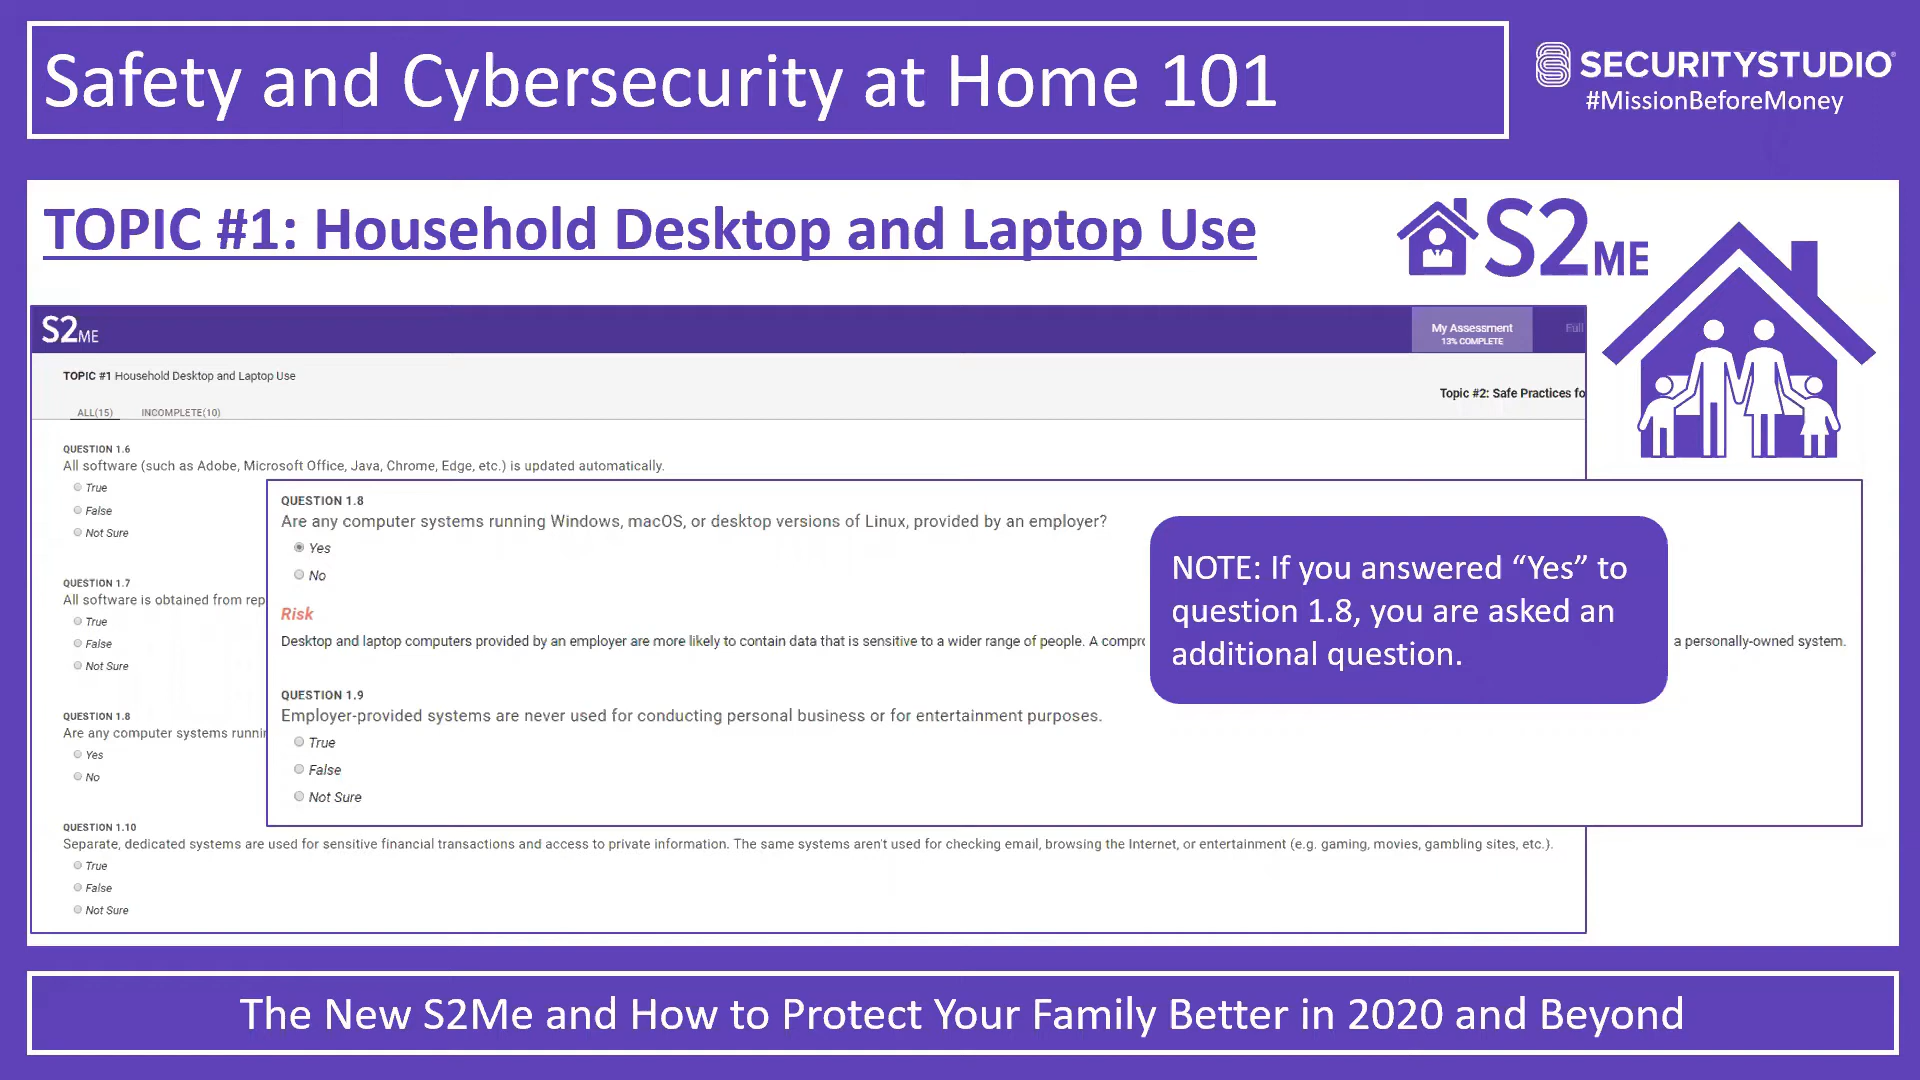 Safety and Cybersecurity at Home 101
SECURITYSTUDIO®
#MissionBeforeMoney
TOPIC #1: Household Desktop and Laptop Use
S2ME
S2ME
My Assessment
13% COMPLETE
Full
TOPIC #1 Household Desktop and Laptop Use
Topic #2: Safe Practices fo
ALL(15) INCOMPLETE(10)
QUESTION 1.6
All software (such as Adobe, Microsoft Office, Java, Chrome, Edge, etc.) is updated automatically.
True
False
Not Sure
QUESTION 1.7
All software is obtained from rep
True
False
Not Sure
QUESTION 1.8
Are any computer systems runnin
Yes
No
QUESTION 1.8
Are any computer systems running Windows, macOS, or desktop versions of Linux, provided by an employer?
Yes
No
Risk
Desktop and laptop computers provided by an employer are more likely to contain data that is sensitive to a wider range of people. A compro
a personally-owned system.
QUESTION 1.9
Employer-provided systems are never used for conducting personal business or for entertainment purposes.
True
False
Not Sure
NOTE: If you answered “Yes” to
question 1.8, you are asked an
additional question.
QUESTION 1.10
Separate, dedicated systems are used for sensitive financial transactions and access to private information. The same systems aren't used for checking email, browsing the Internet, or entertainment (e.g. gaming, movies, gambling sites, etc.).
True
False
Not Sure
The New S2Me and How to Protect Your Family Better in 2020 and Beyond